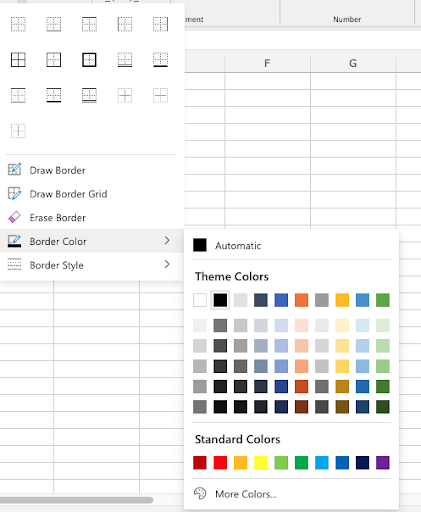 ment
Number
F
G
Draw Border
Draw Border Grid
Erase Border
Border Color
Border Style
Automatic
Theme Colors
Standard Colors
More Colors...